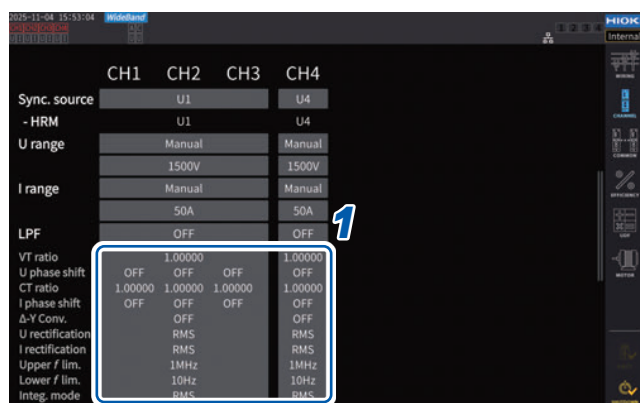 2025-11-04 15:53:04 WideBand
HIOK
Internal
CH1 CH2 CH3 CH4
Sync. source U1 U4
- HRM U1 U4
U range Manual Manual
1500V 1500V
I range Manual Manual
50A 50A
LPF OFF OFF
1
VT ratio 1.00000 1.00000
U phase shift OFF OFF OFF OFF
CT ratio 1.00000 1.00000 1.00000 1.00000
I phase shift OFF OFF OFF OFF
Δ-Y Conv. OFF OFF
U rectification RMS RMS
I rectification RMS RMS
Upper f lim. 1MHz 1MHz
Lower f lim. 10Hz 10Hz
Integ. mode RMS RMS
WIRING
CHANNEL
COMMON
EFFICIENCY
UDF
MOTOR